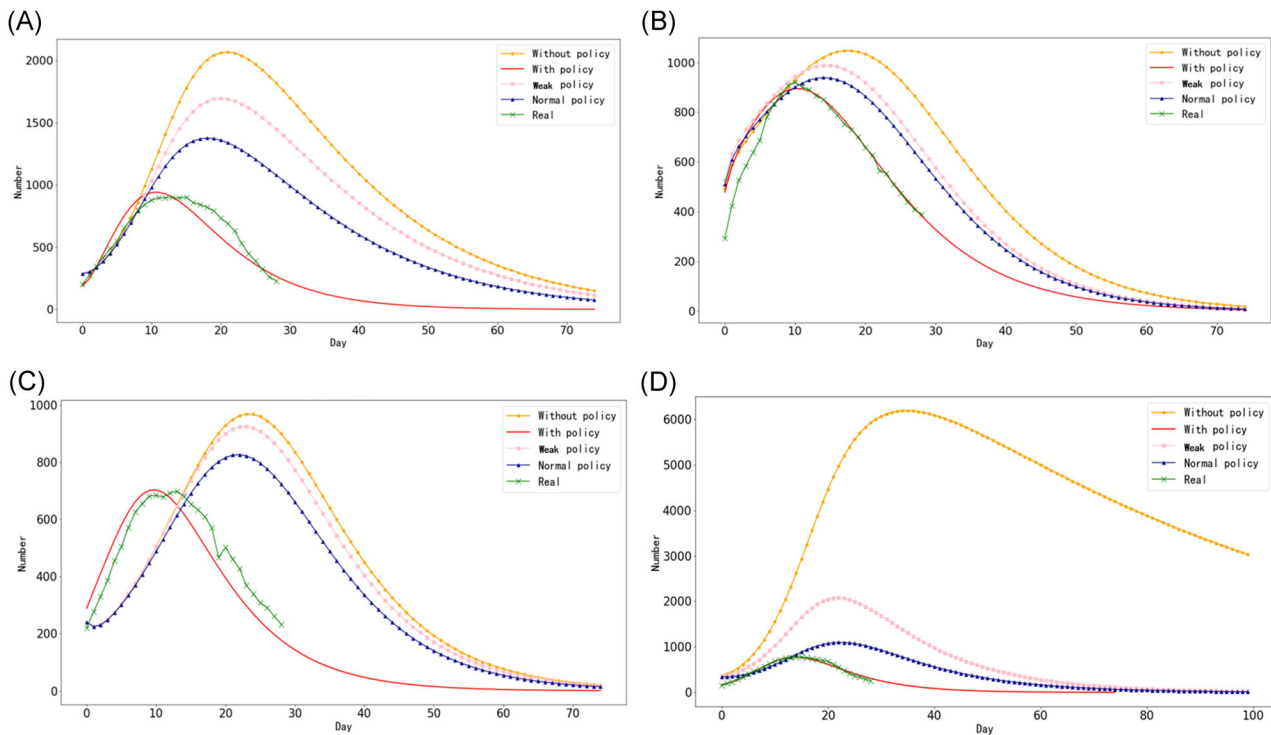 (A)
2000
1500
1000
500
0
Number
0 10 20 30 40 50 60 70
Day
Without policy
With policy
Weak policy
Normal policy
Real
(B)
1000
800
600
400
200
0
Number
0 10 20 30 40 50 60 70
Day
Without policy
With policy
Weak policy
Normal policy
Real
(C)
1000
800
600
400
200
0
Number
0 10 20 30 40 50 60 70
Day
Without policy
With policy
Weak policy
Normal policy
Real
(D)
6000
5000
4000
3000
2000
1000
0
Number
0 20 40 60 80 100
Day
Without policy
With policy
Weak policy
Normal policy
Real